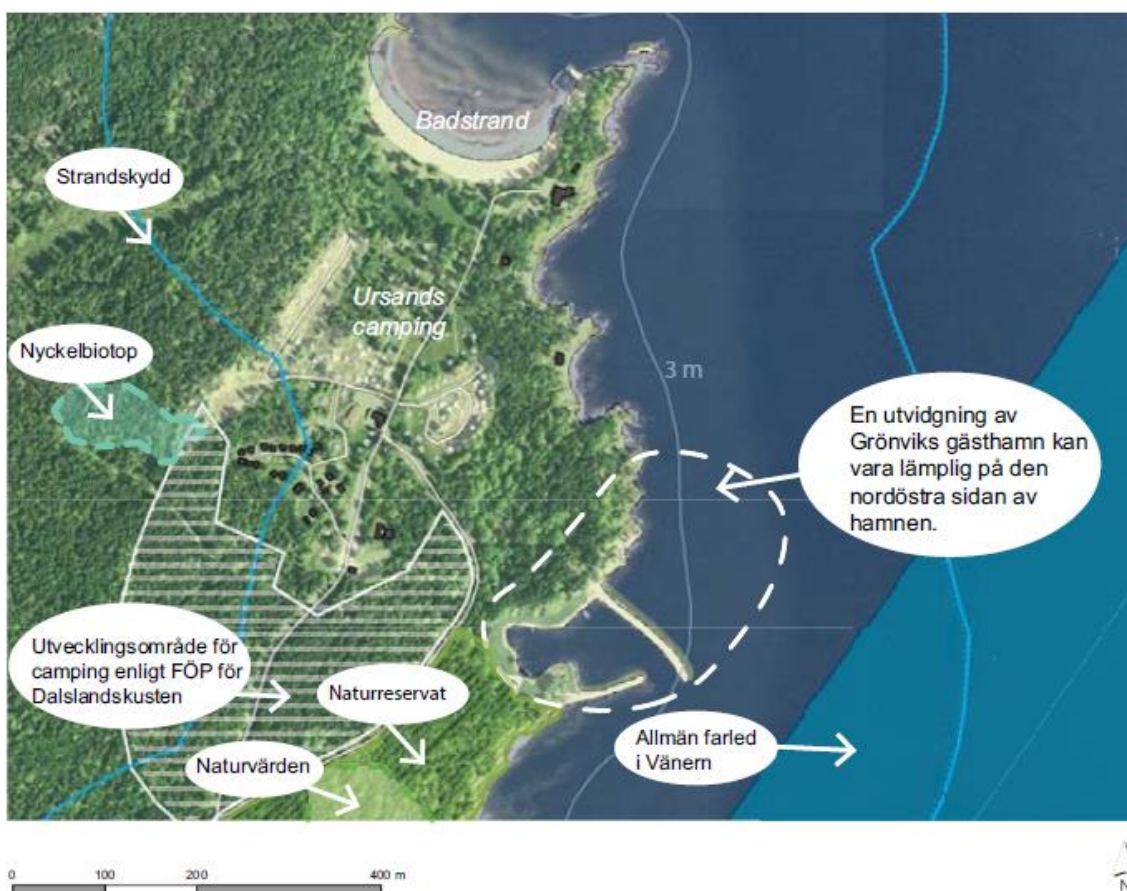 Badstrand
Strandskydd
Ursands
camping
Nyckelbiotop
3 m
En utvidgning av
Grönviks gästhamn kan
vara lämplig på den
nordöstra sidan av
hamnen.
Utvecklingsområde för
camping enligt FÖP för
Dalslandskusten
Naturreservat
Naturvärden
Allmän farled
i Vänern
0 100 200 400 m
N